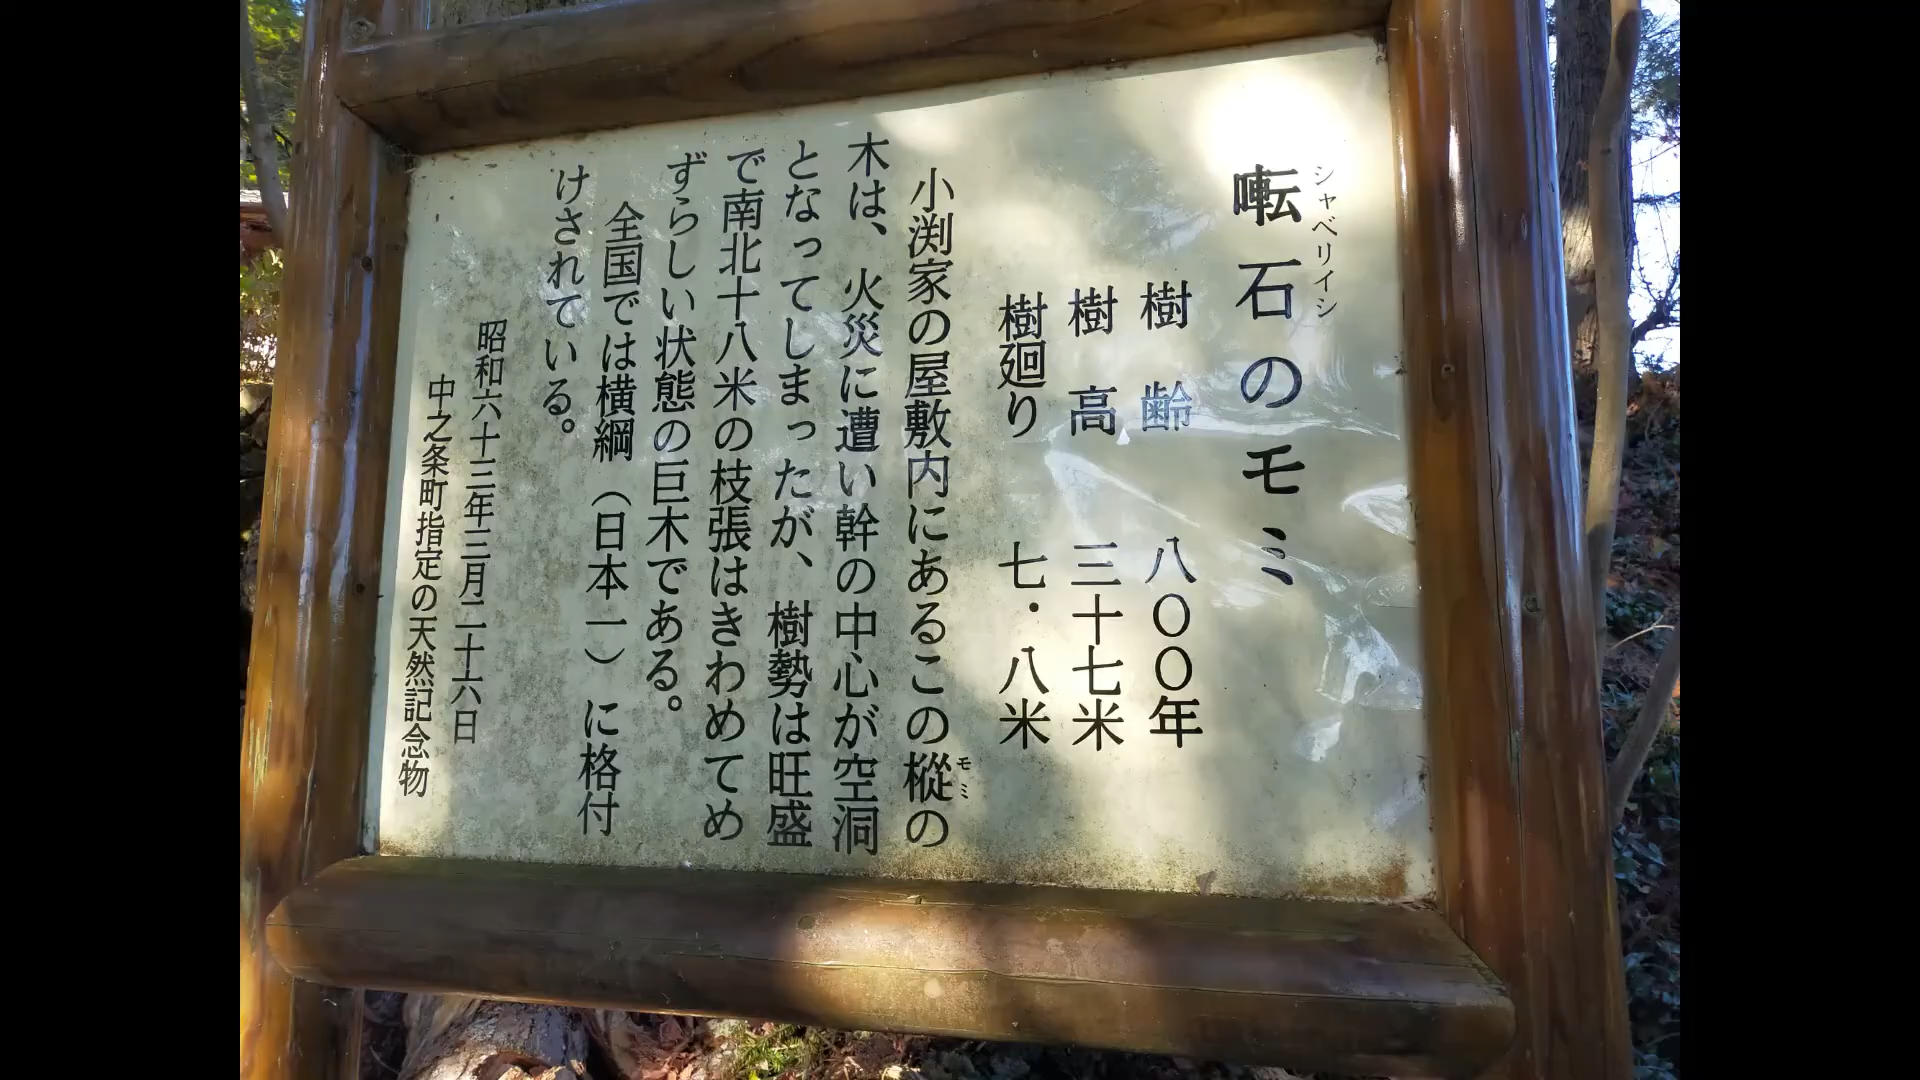 シャベリイシ
囀石のモミ
樹齢 八〇〇年
樹高 三十七米
樹廻り 七・八米
小渕家の屋敷内にあるこの樅の
モミ
木は、火災に遭い幹の中心が空洞
となってしまったが、樹勢は旺盛
で南北十八米の枝張はきわめてめ
ずらしい状態の巨木である。
全国では横綱（日本一）に格付
けされている。
昭和六十三年三月二十六日
中之条町指定の天然記念物